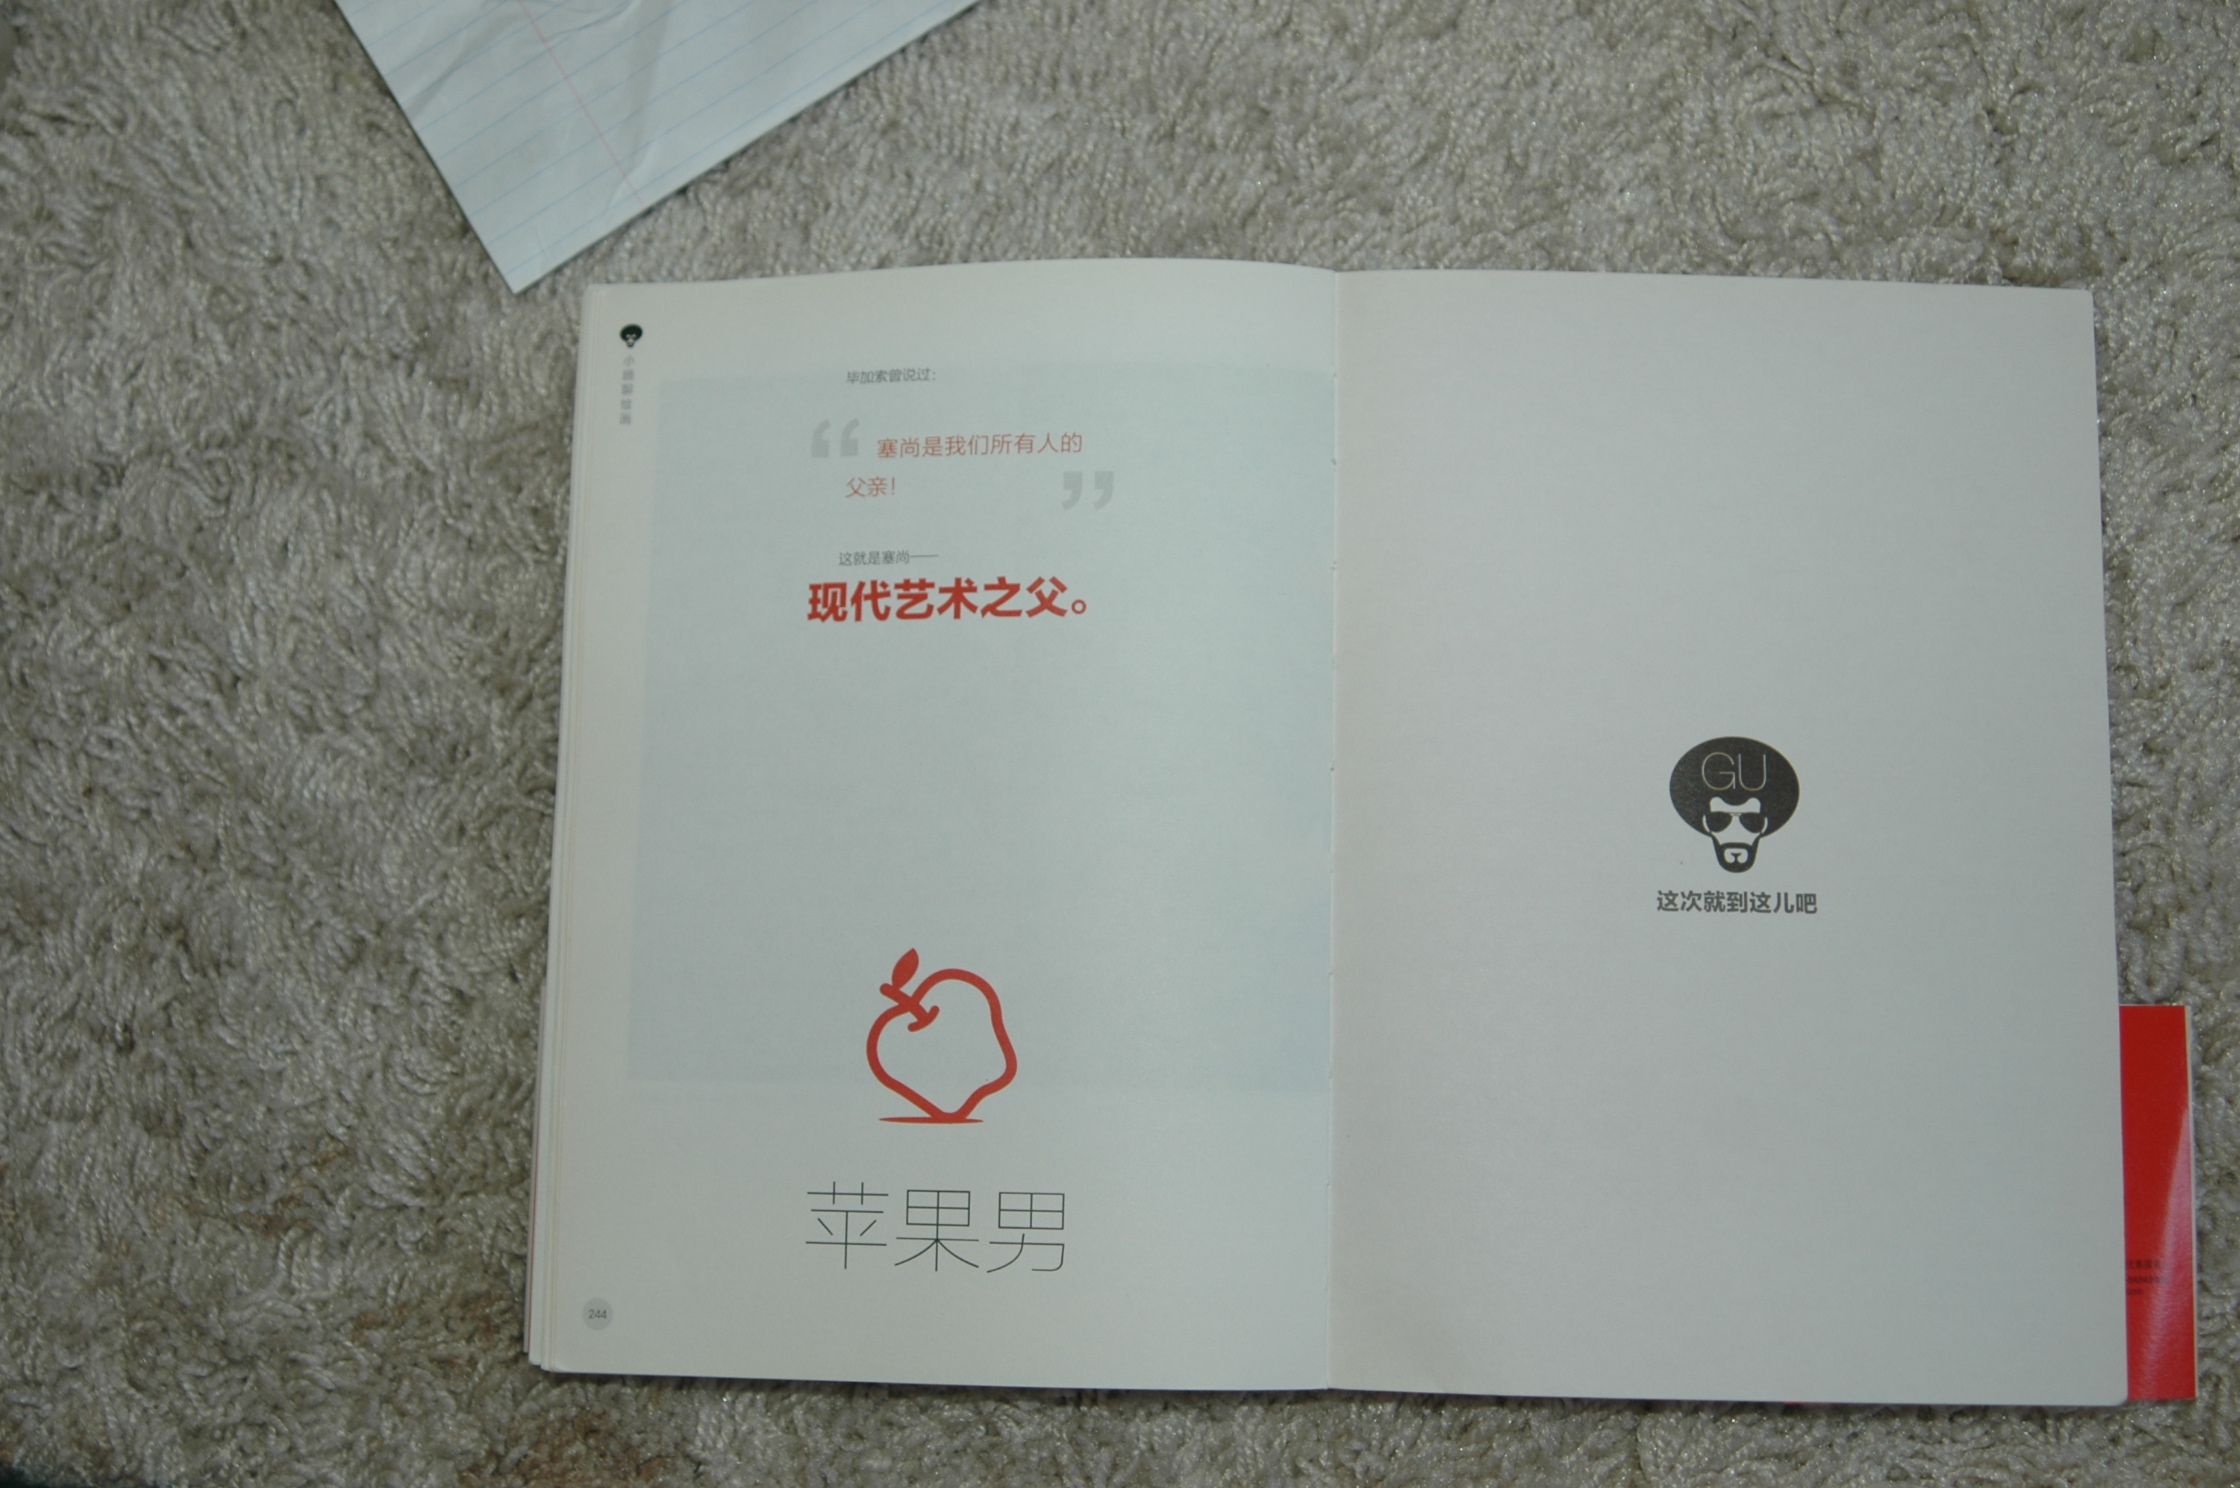 小顾聊绘画
毕加索曾说过：
“塞尚是我们所有人的
父亲！”
这就是塞尚——
现代艺术之父。
苹果男
244
GU
这次就到这儿吧